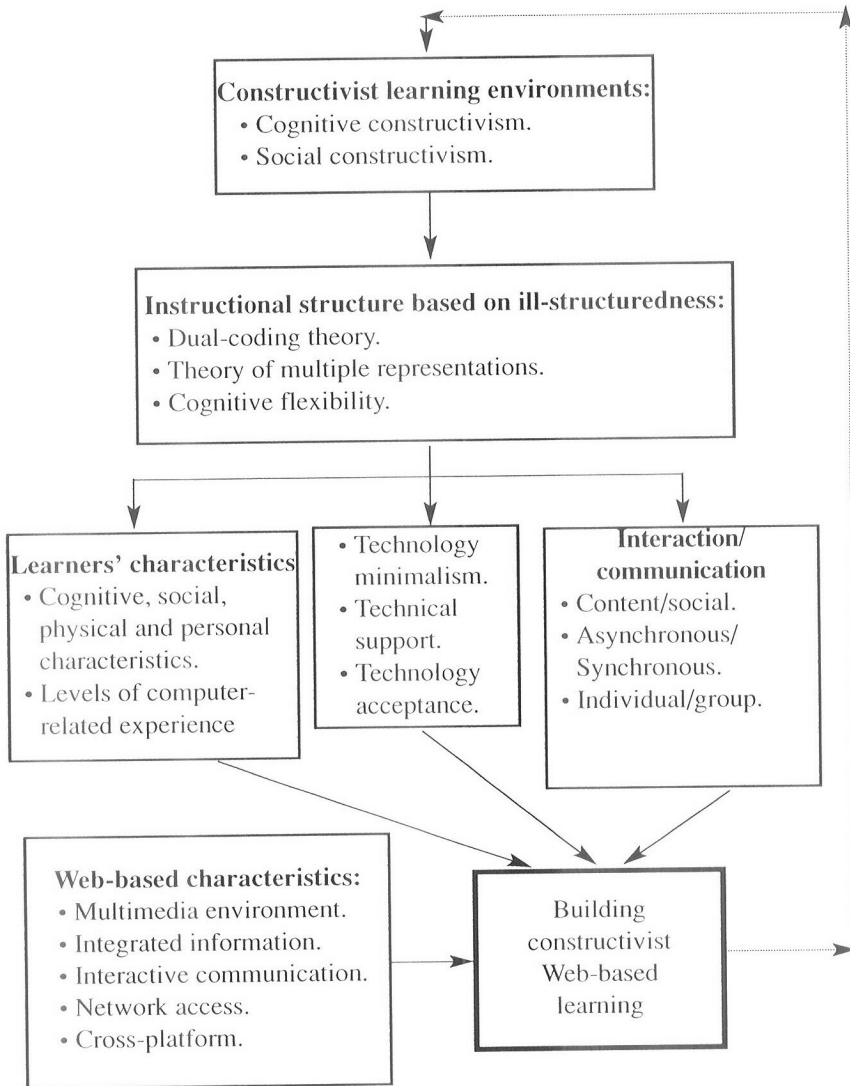 Constructivist learning environments:
• Cognitive constructivism.
• Social constructivism.
Instructional structure based on ill-structuredness:
• Dual-coding theory.
• Theory of multiple representations.
• Cognitive flexibility.
Learners' characteristics
• Cognitive, social,
physical and personal
characteristics.
• Levels of computer-
related experience
• Technology
minimalism.
• Technical
support.
• Technology
acceptance.
Interaction/
communication
• Content/social.
• Asynchronous/
Synchronous.
• Individual/group.
Web-based characteristics:
• Multimedia environment.
• Integrated information.
• Interactive communication.
• Network access.
• Cross-platform.
Building
constructivist
Web-based
learning